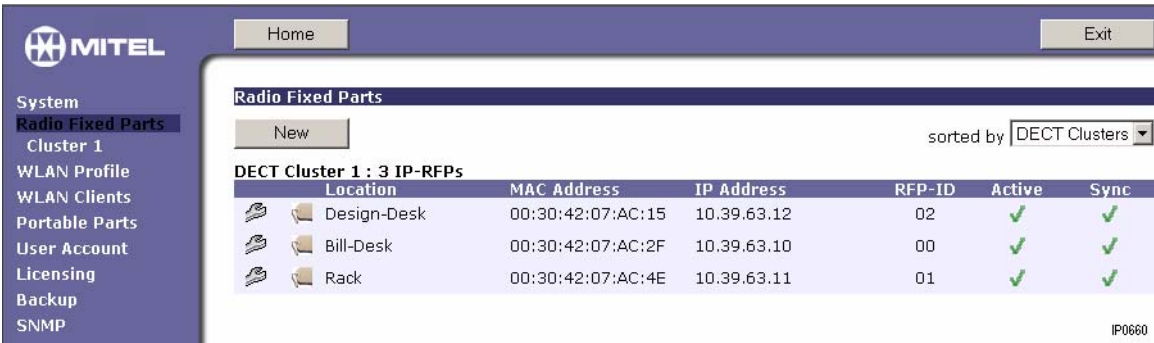 MITEL
Home
Exit
System
Radio Fixed Parts
Cluster 1
WLAN Profile
WLAN Clients
Portable Parts
User Account
Licensing
Backup
SNMP
Radio Fixed Parts
New
sorted by DECT Clusters
DECT Cluster 1 : 3 IP-RFPs
Location MAC Address IP Address RFP-ID Active Sync
Design-Desk 00:30:42:07:AC:15 10.39.63.12 02
Bill-Desk 00:30:42:07:AC:2F 10.39.63.10 00
Rack 00:30:42:07:AC:4E 10.39.63.11 01
IP0660